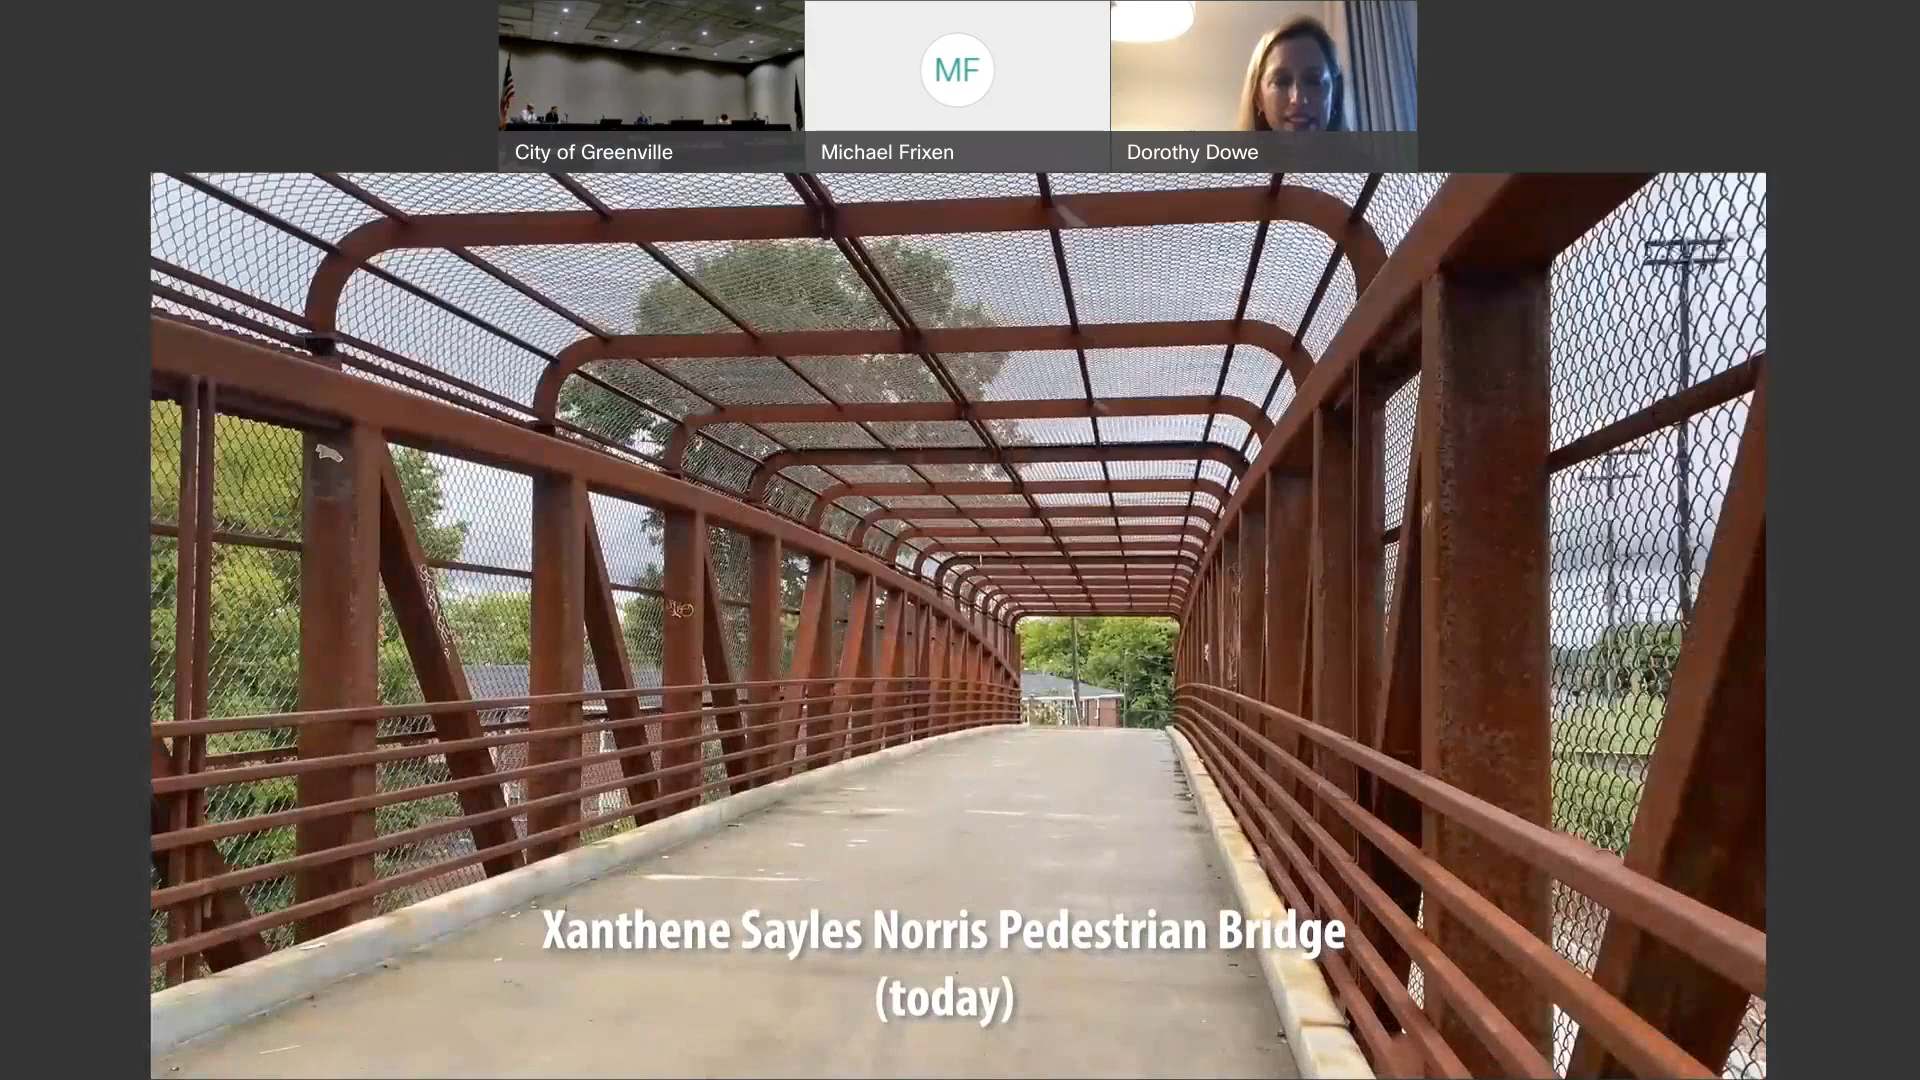 MF
City of Greenville
Michael Frixen
Dorothy Dowe
Xanthene Sayles Norris Pedestrian Bridge
(today)